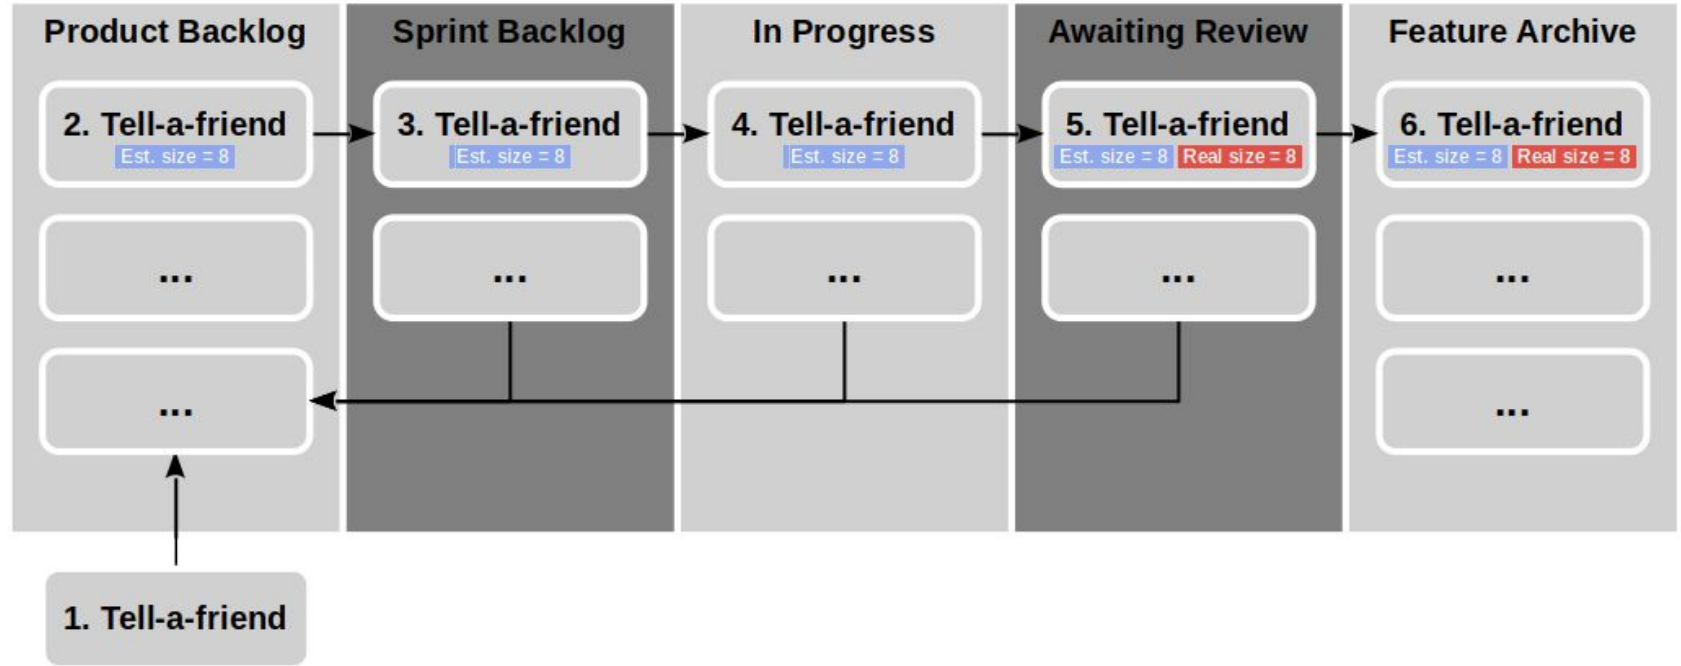 Product Backlog
Sprint Backlog
In Progress
Awaiting Review
Feature Archive
2. Tell-a-friend
Est. size = 8
3. Tell-a-friend
Est. size = 8
4. Tell-a-friend
Est. size = 8
5. Tell-a-friend
Est. size = 8 Real size = 8
6. Tell-a-friend
Est. size = 8 Real size = 8
...
...
...
...
...
...
...
1. Tell-a-friend